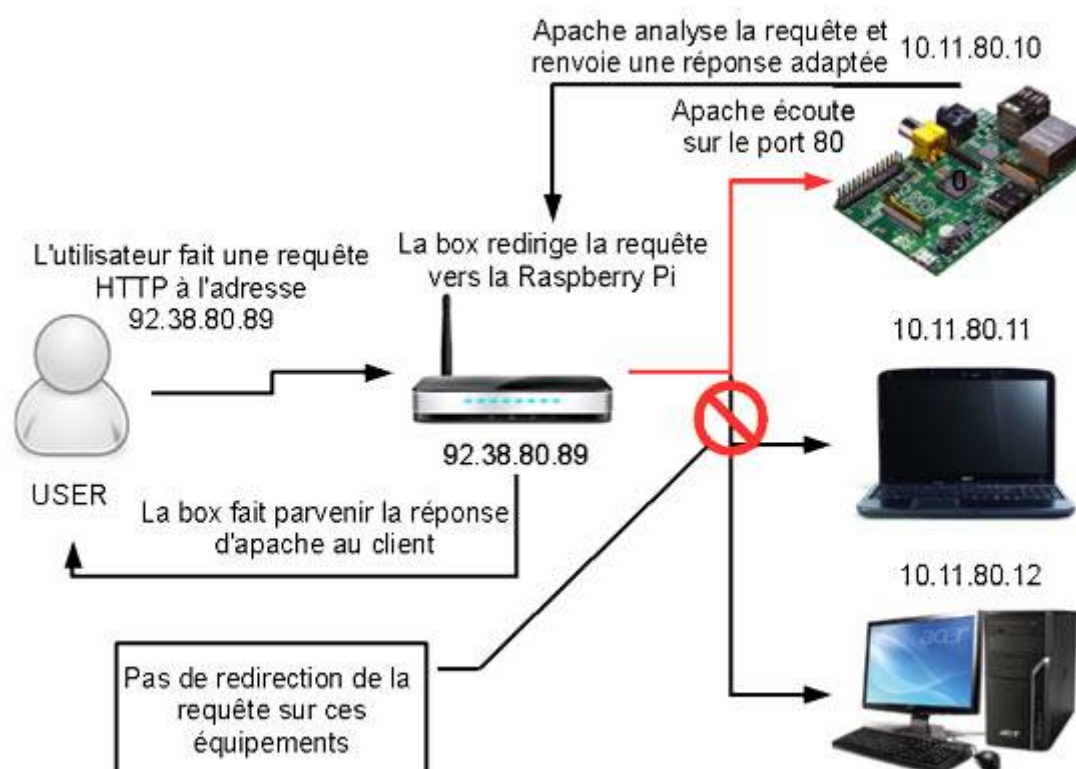 Apache analyse la requête et
renvoie une réponse adaptée
10.11.80.10
Apache écoute
sur le port 80
0
L'utilisateur fait une requête
HTTP à l'adresse
92.38.80.89
La box redirige la requête
vers la Raspberry Pi
10.11.80.11
92.38.80.89
USER
La box fait parvenir la réponse
d'apache au client
10.11.80.12
acer
Pas de redirection de la
requête sur ces
équipements